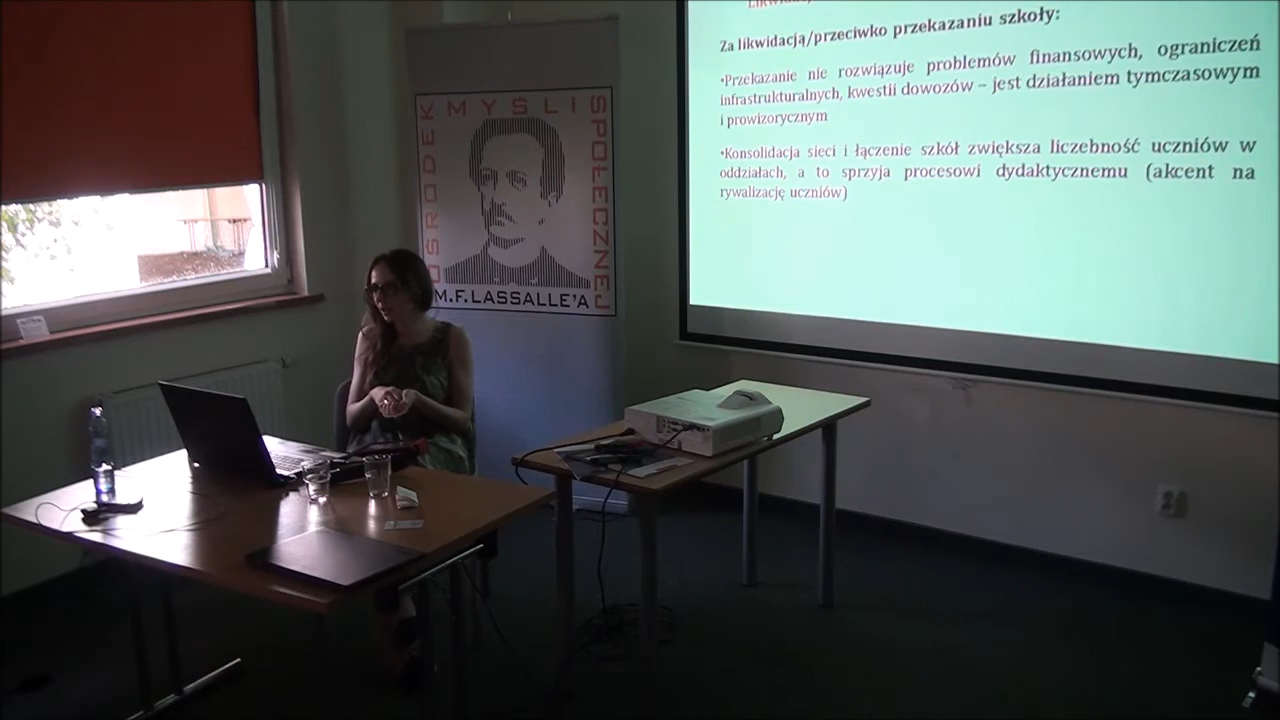 Za likwidacją/przeciwko przekazaniu szkoły:
•Przekazanie nie rozwiązuje problemów finansowych, ograniczeń
infrastrukturalnych, kwestii dowozów – jest działaniem tymczasowym
i prowizorycznym
•Konsolidacja sieci i łączenie szkół zwiększa liczebność uczniów w
oddziałach, a to sprzyja procesowi dydaktycznemu (akcent na
rywalizację uczniów)
OŚRODEK
MYŚLI
SPOŁECZNEJ
M.F.LASSALLE'A